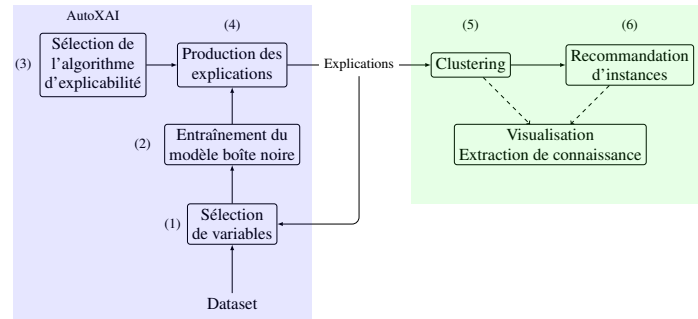 AutoXAI
(3)
Sélection de
l'algorithme
d'explicabilité
(4)
Production des
explications
Explications
(5)
Clustering
(6)
Recommandation
d'instances
(2)
Entraînement du
modèle boîte noire
Visualisation
Extraction de connaissance
(1)
Sélection
de variables
Dataset